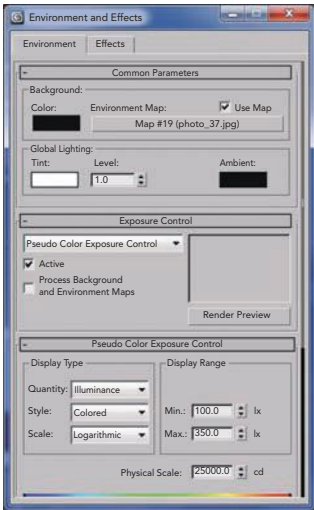 Environment and Effects
Environment Effects
- Common Parameters
Background:
Color: Environment Map: Use Map
Map #19 (photo_37.jpg)
Global Lighting:
Tint: Level: Ambient:
1.0
- Exposure Control
Pseudo Color Exposure Control
Active
Process Background
and Environment Maps
Render Preview
- Pseudo Color Exposure Control
Display Type Display Range
Quantity: Illuminance
Style: Colored Min.: 100.0 lx
Scale: Logarithmic Max.: 350.0 lx
Physical Scale: 25000.0 cd